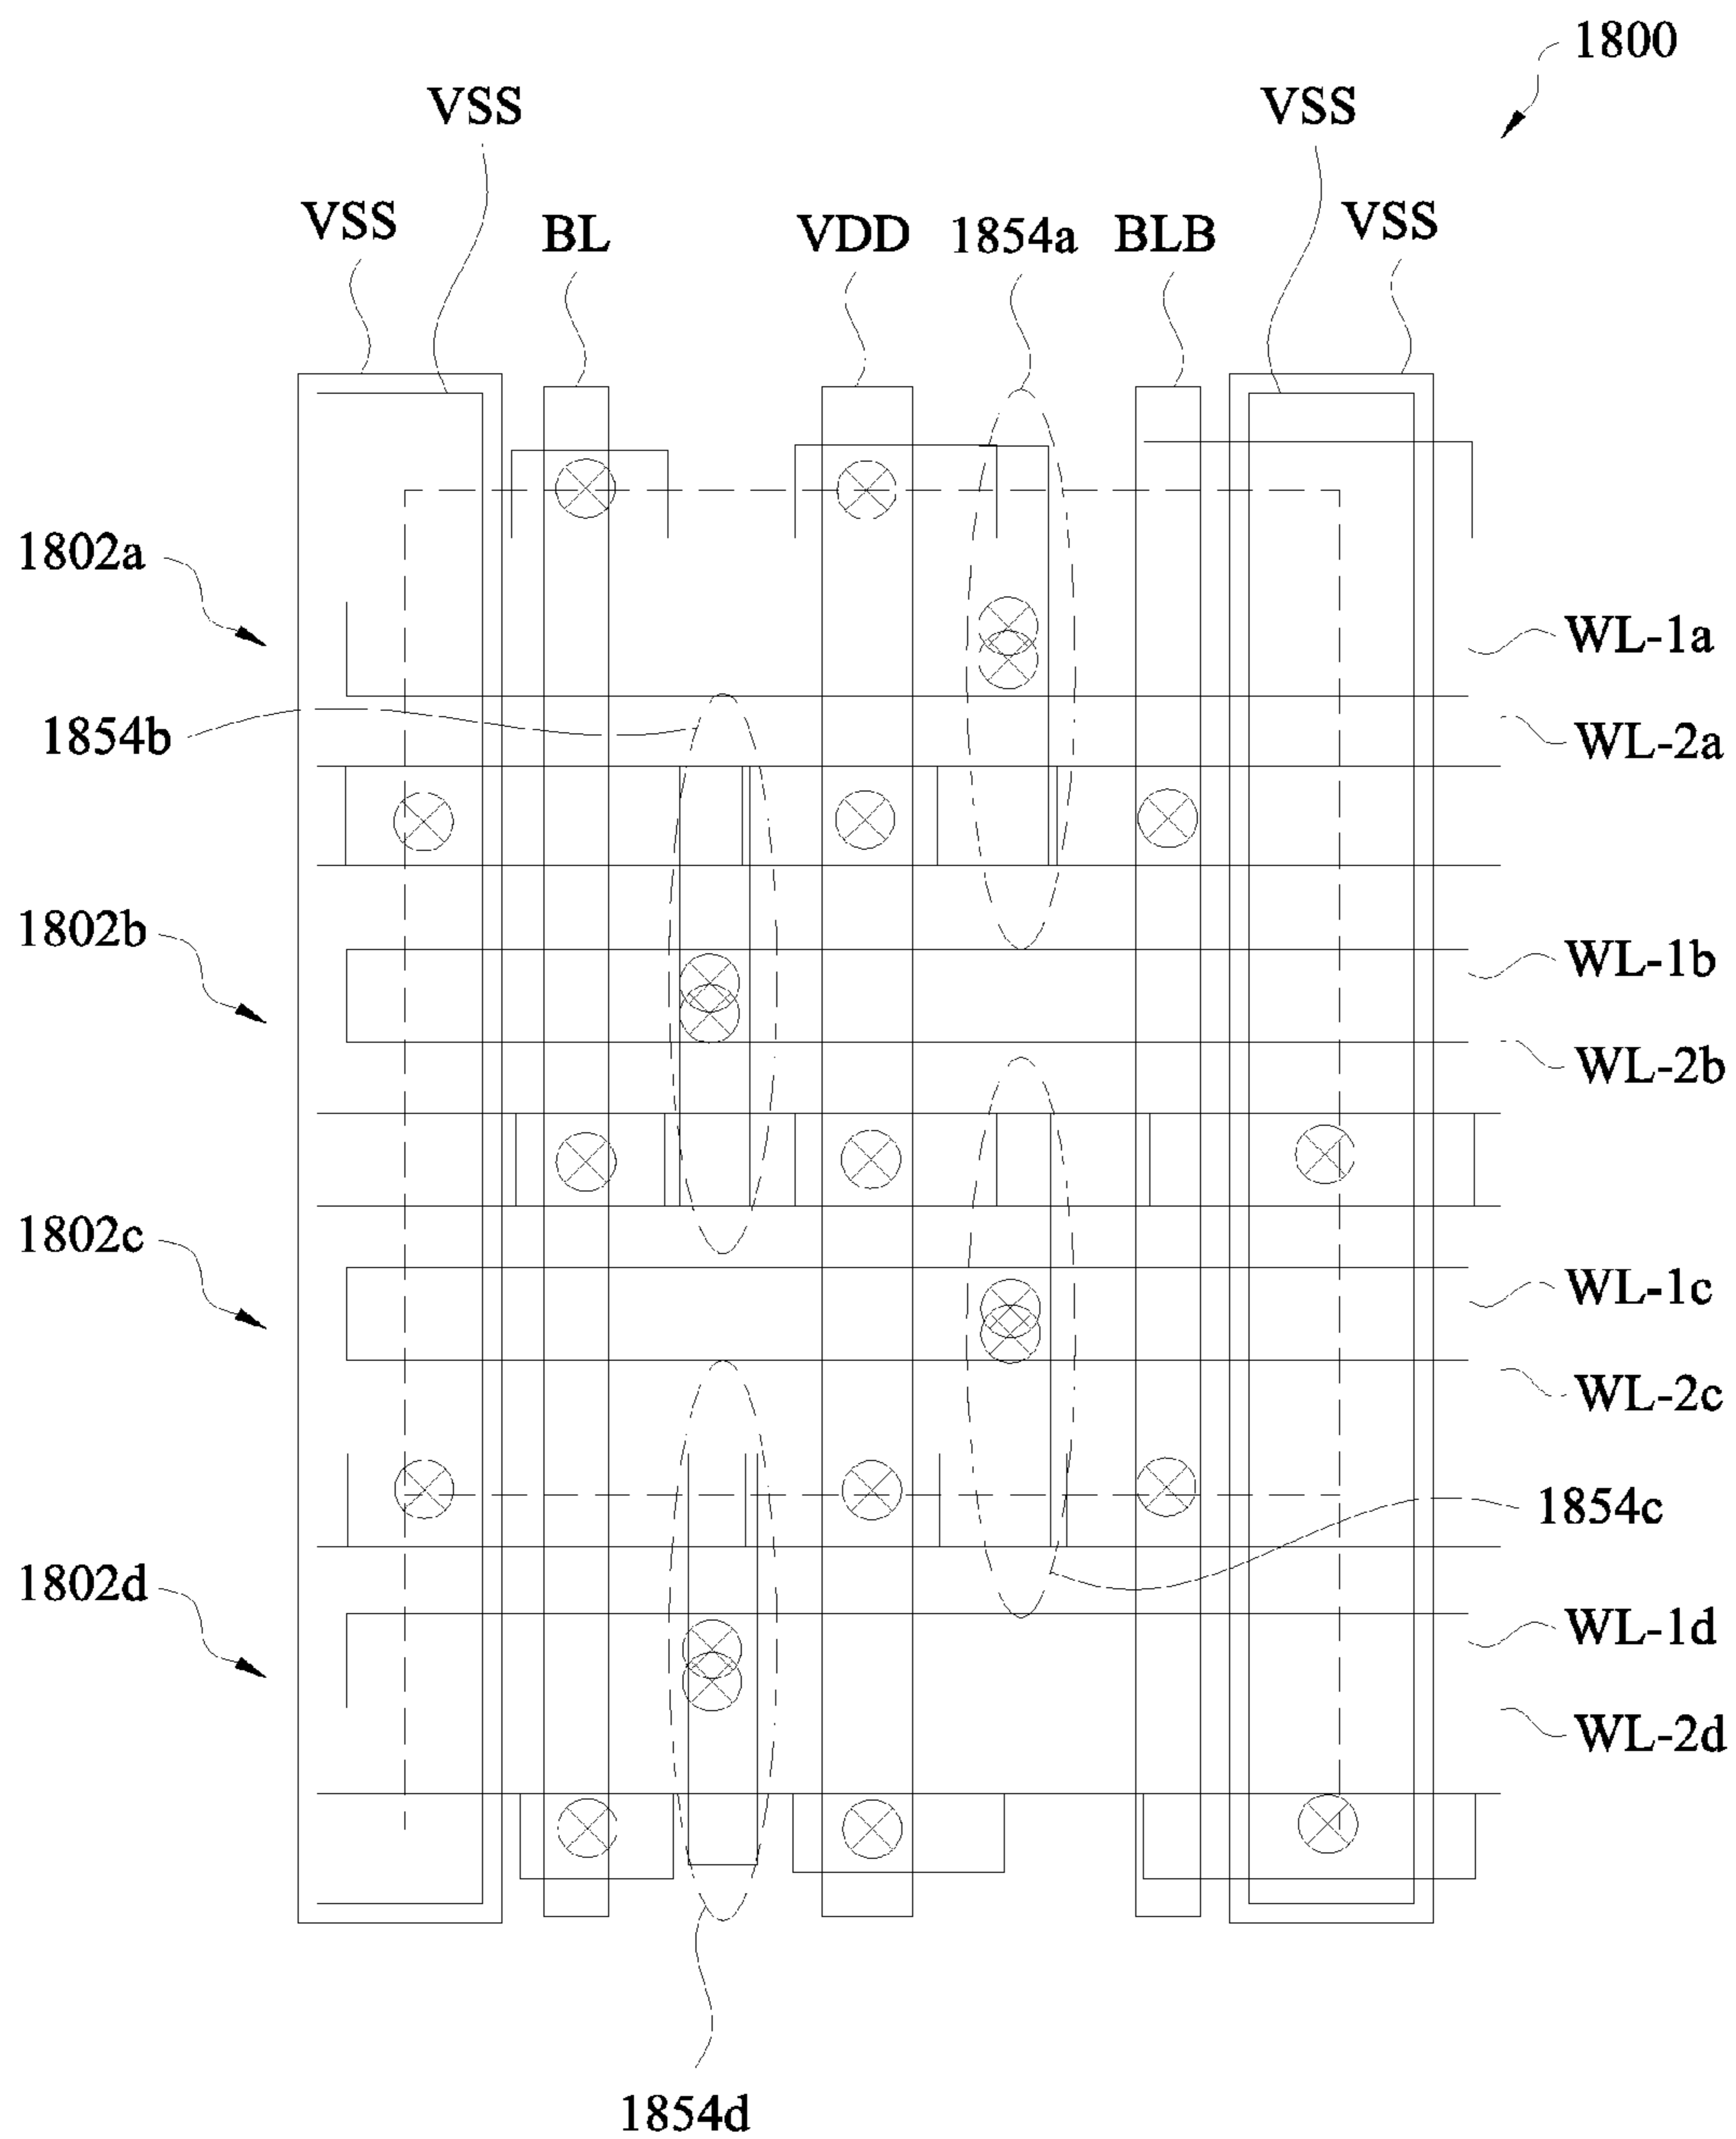 1800
VSS VSS
VSS BL VDD 1854a BLB VSS
1802a
WL-1a
1854b WL-2a
1802b
WL-1b
WL-2b
1802c
WL-1c
WL-2c
1854c
1802d
WL-1d
WL-2d
1854d